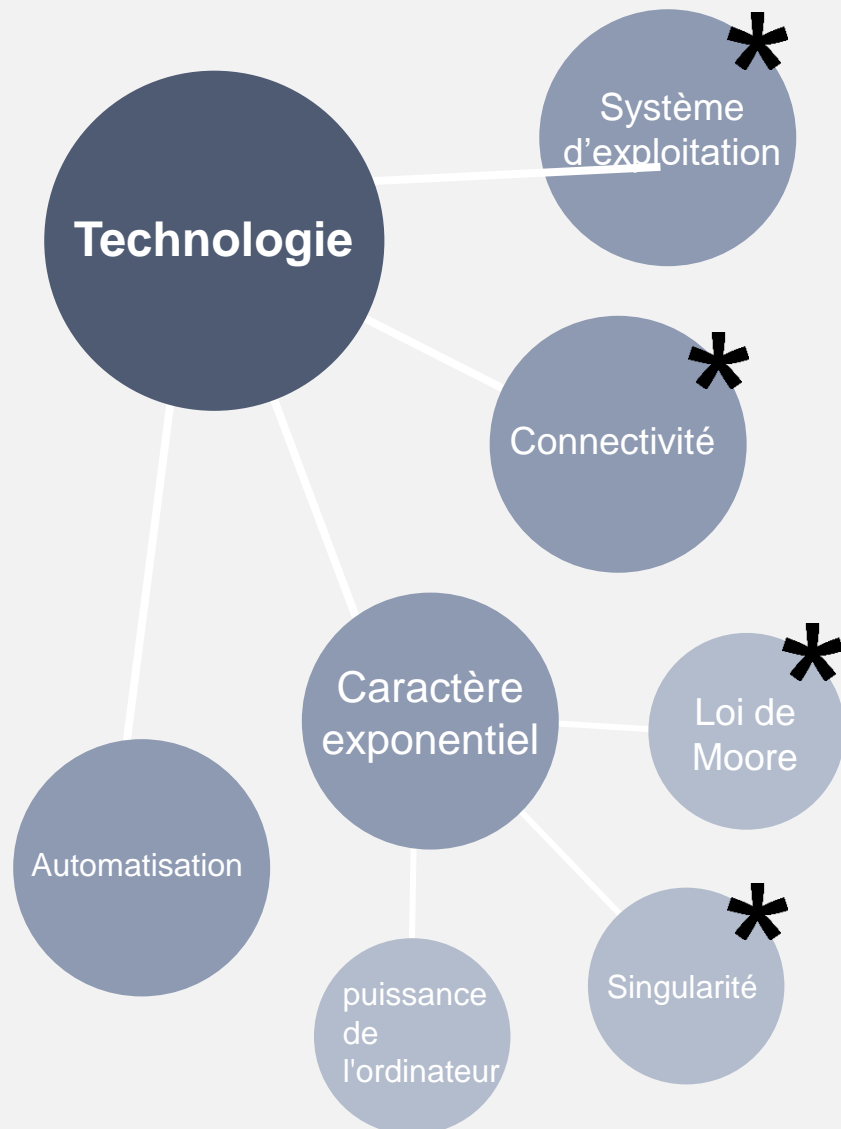 *
Système
d'exploitation
Technologie
*
Connectivité
*
Caractère
exponentiel
Loi de
Moore
Automatisation
*
Singularité
puissance
de
l'ordinateur